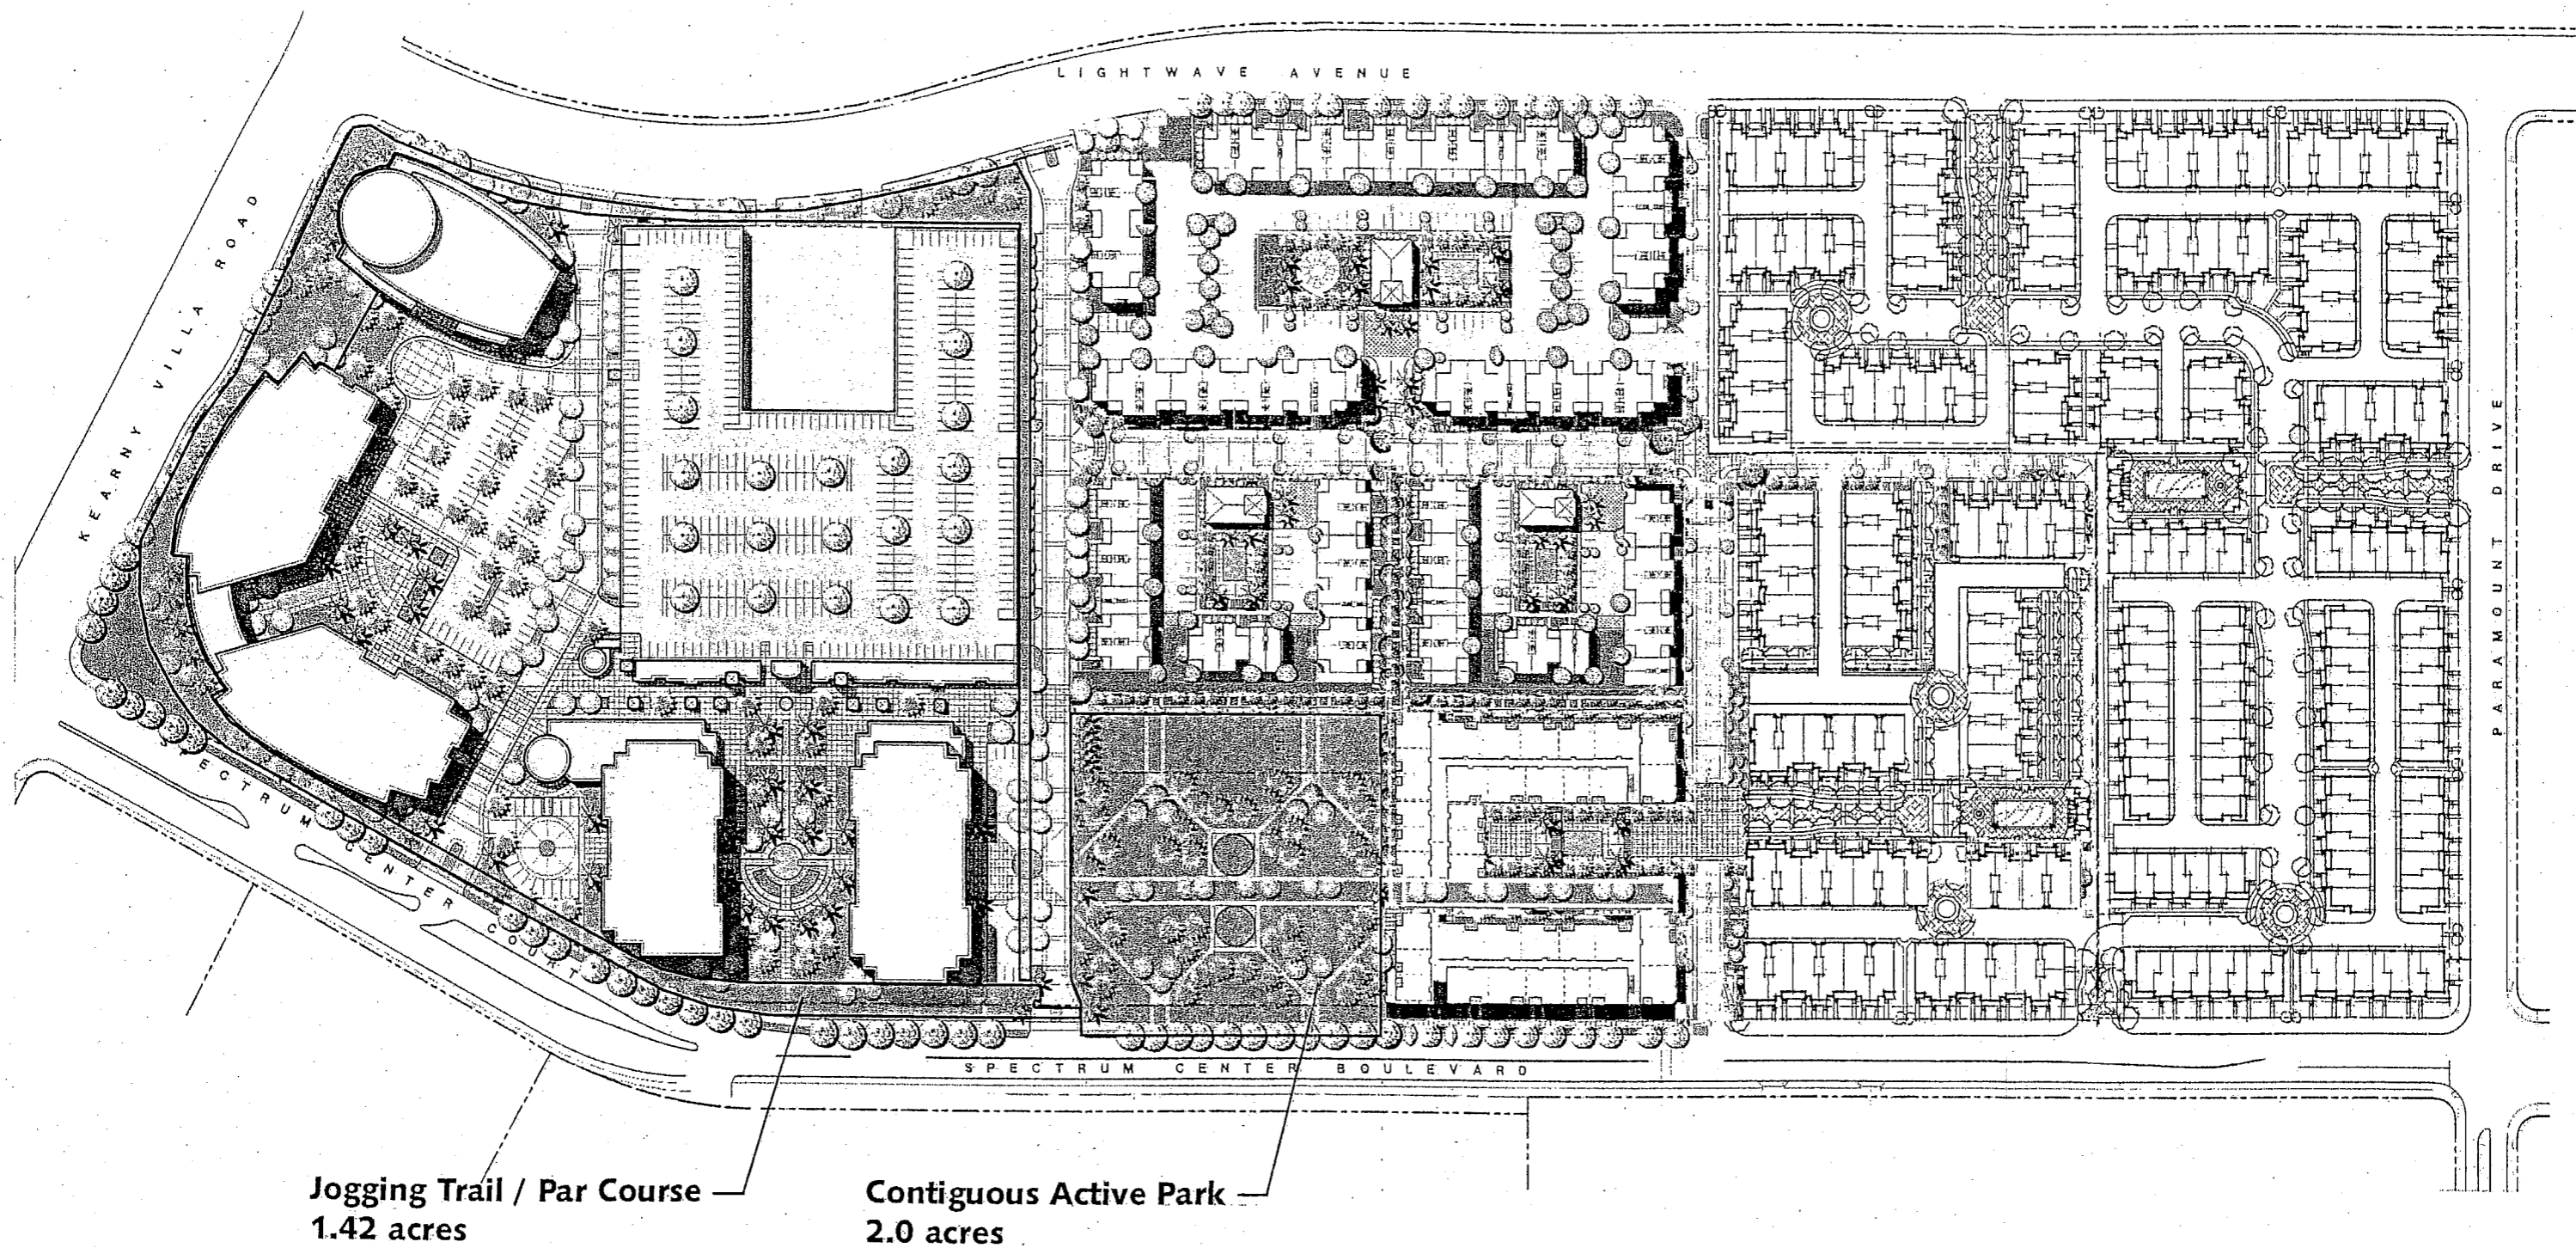 LIGHTWAVE AVENUE
KEARNY VILLA ROAD
PARAMOUNT DRIVE
SPECTRUM CENTER COURT
SPECTRUM CENTER BOULEVARD
Jogging Trail / Par Course
1.42 acres
Contiguous Active Park
2.0 acres